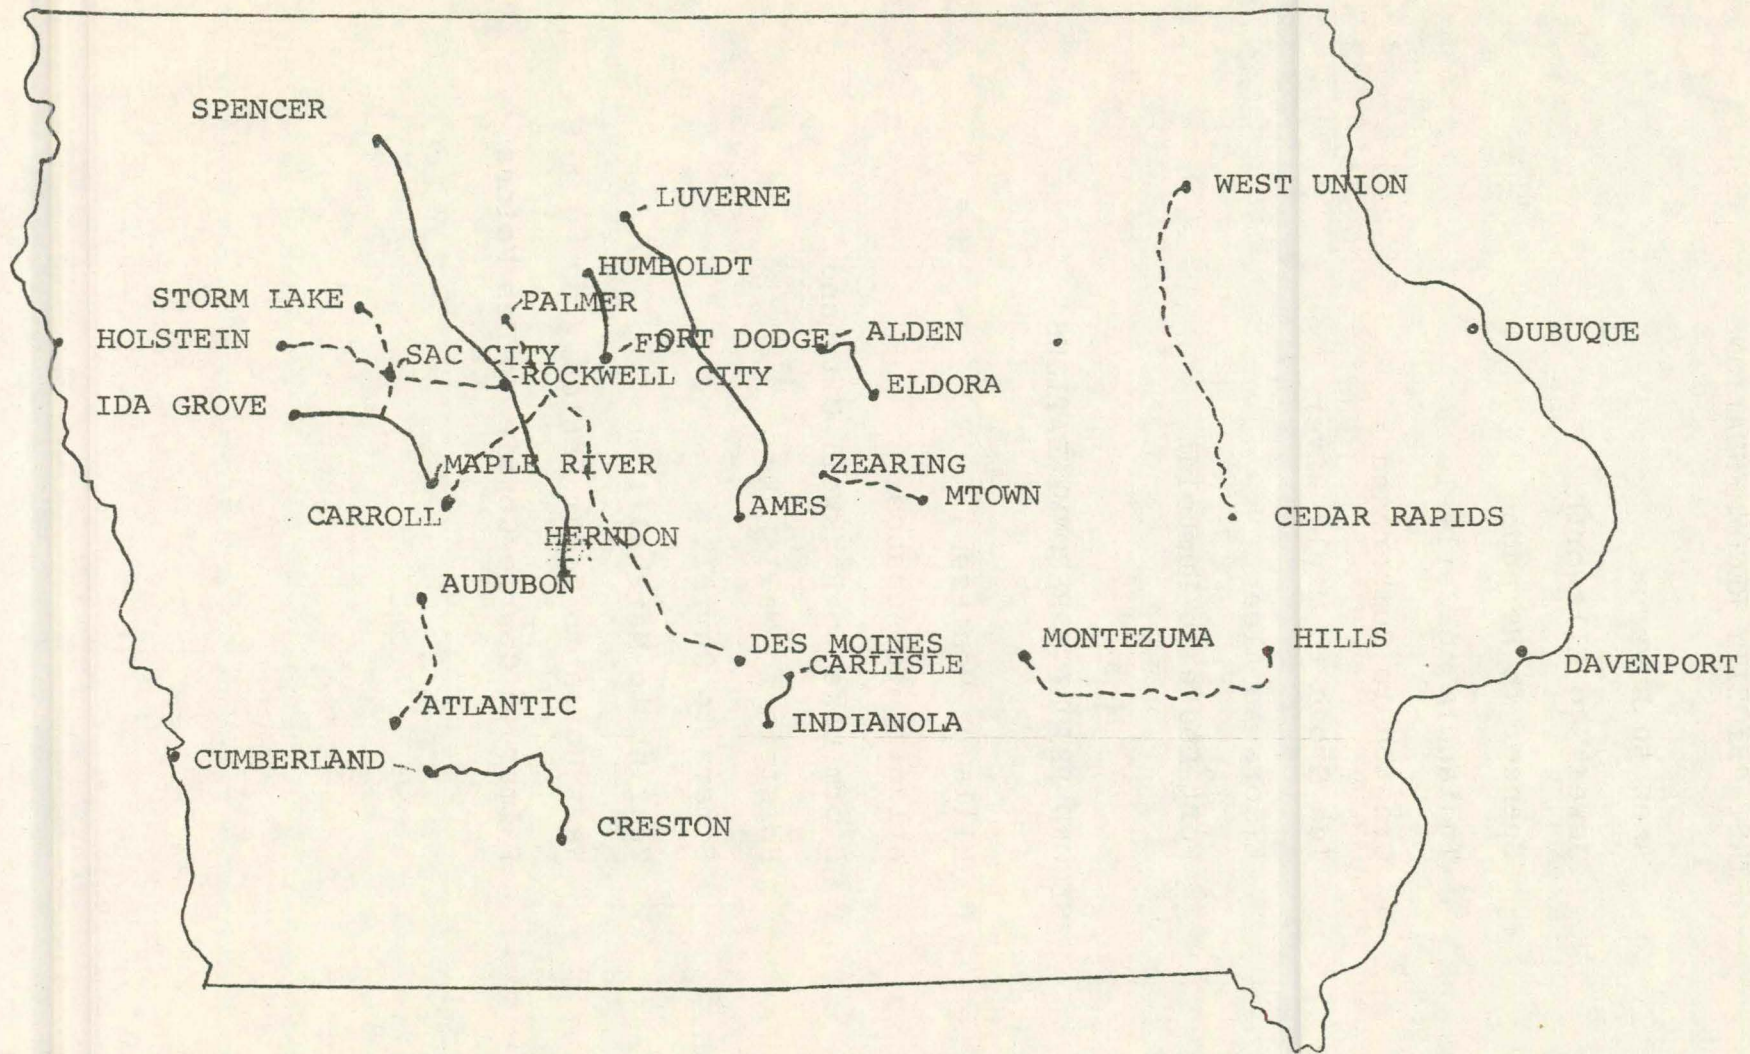 SPENCER
WEST UNION
LUVERNE
HUMBOLDT
STORM LAKE
PALMER
HOLSTEIN
FORT DODGE
ALDEN
DUBUQUE
SAC CITY
ROCKWELL CITY
ELDORA
IDA GROVE
MAPLE RIVER
ZEARING
MTOWN
CARROLL
AMES
CEDAR RAPIDS
HERNDON
AUDUBON
DES MOINES
MONTEZUMA
HILLS
CARLISLE
DAVENPORT
ATLANTIC
INDIANOLA
CUMBERLAND
CRESTON